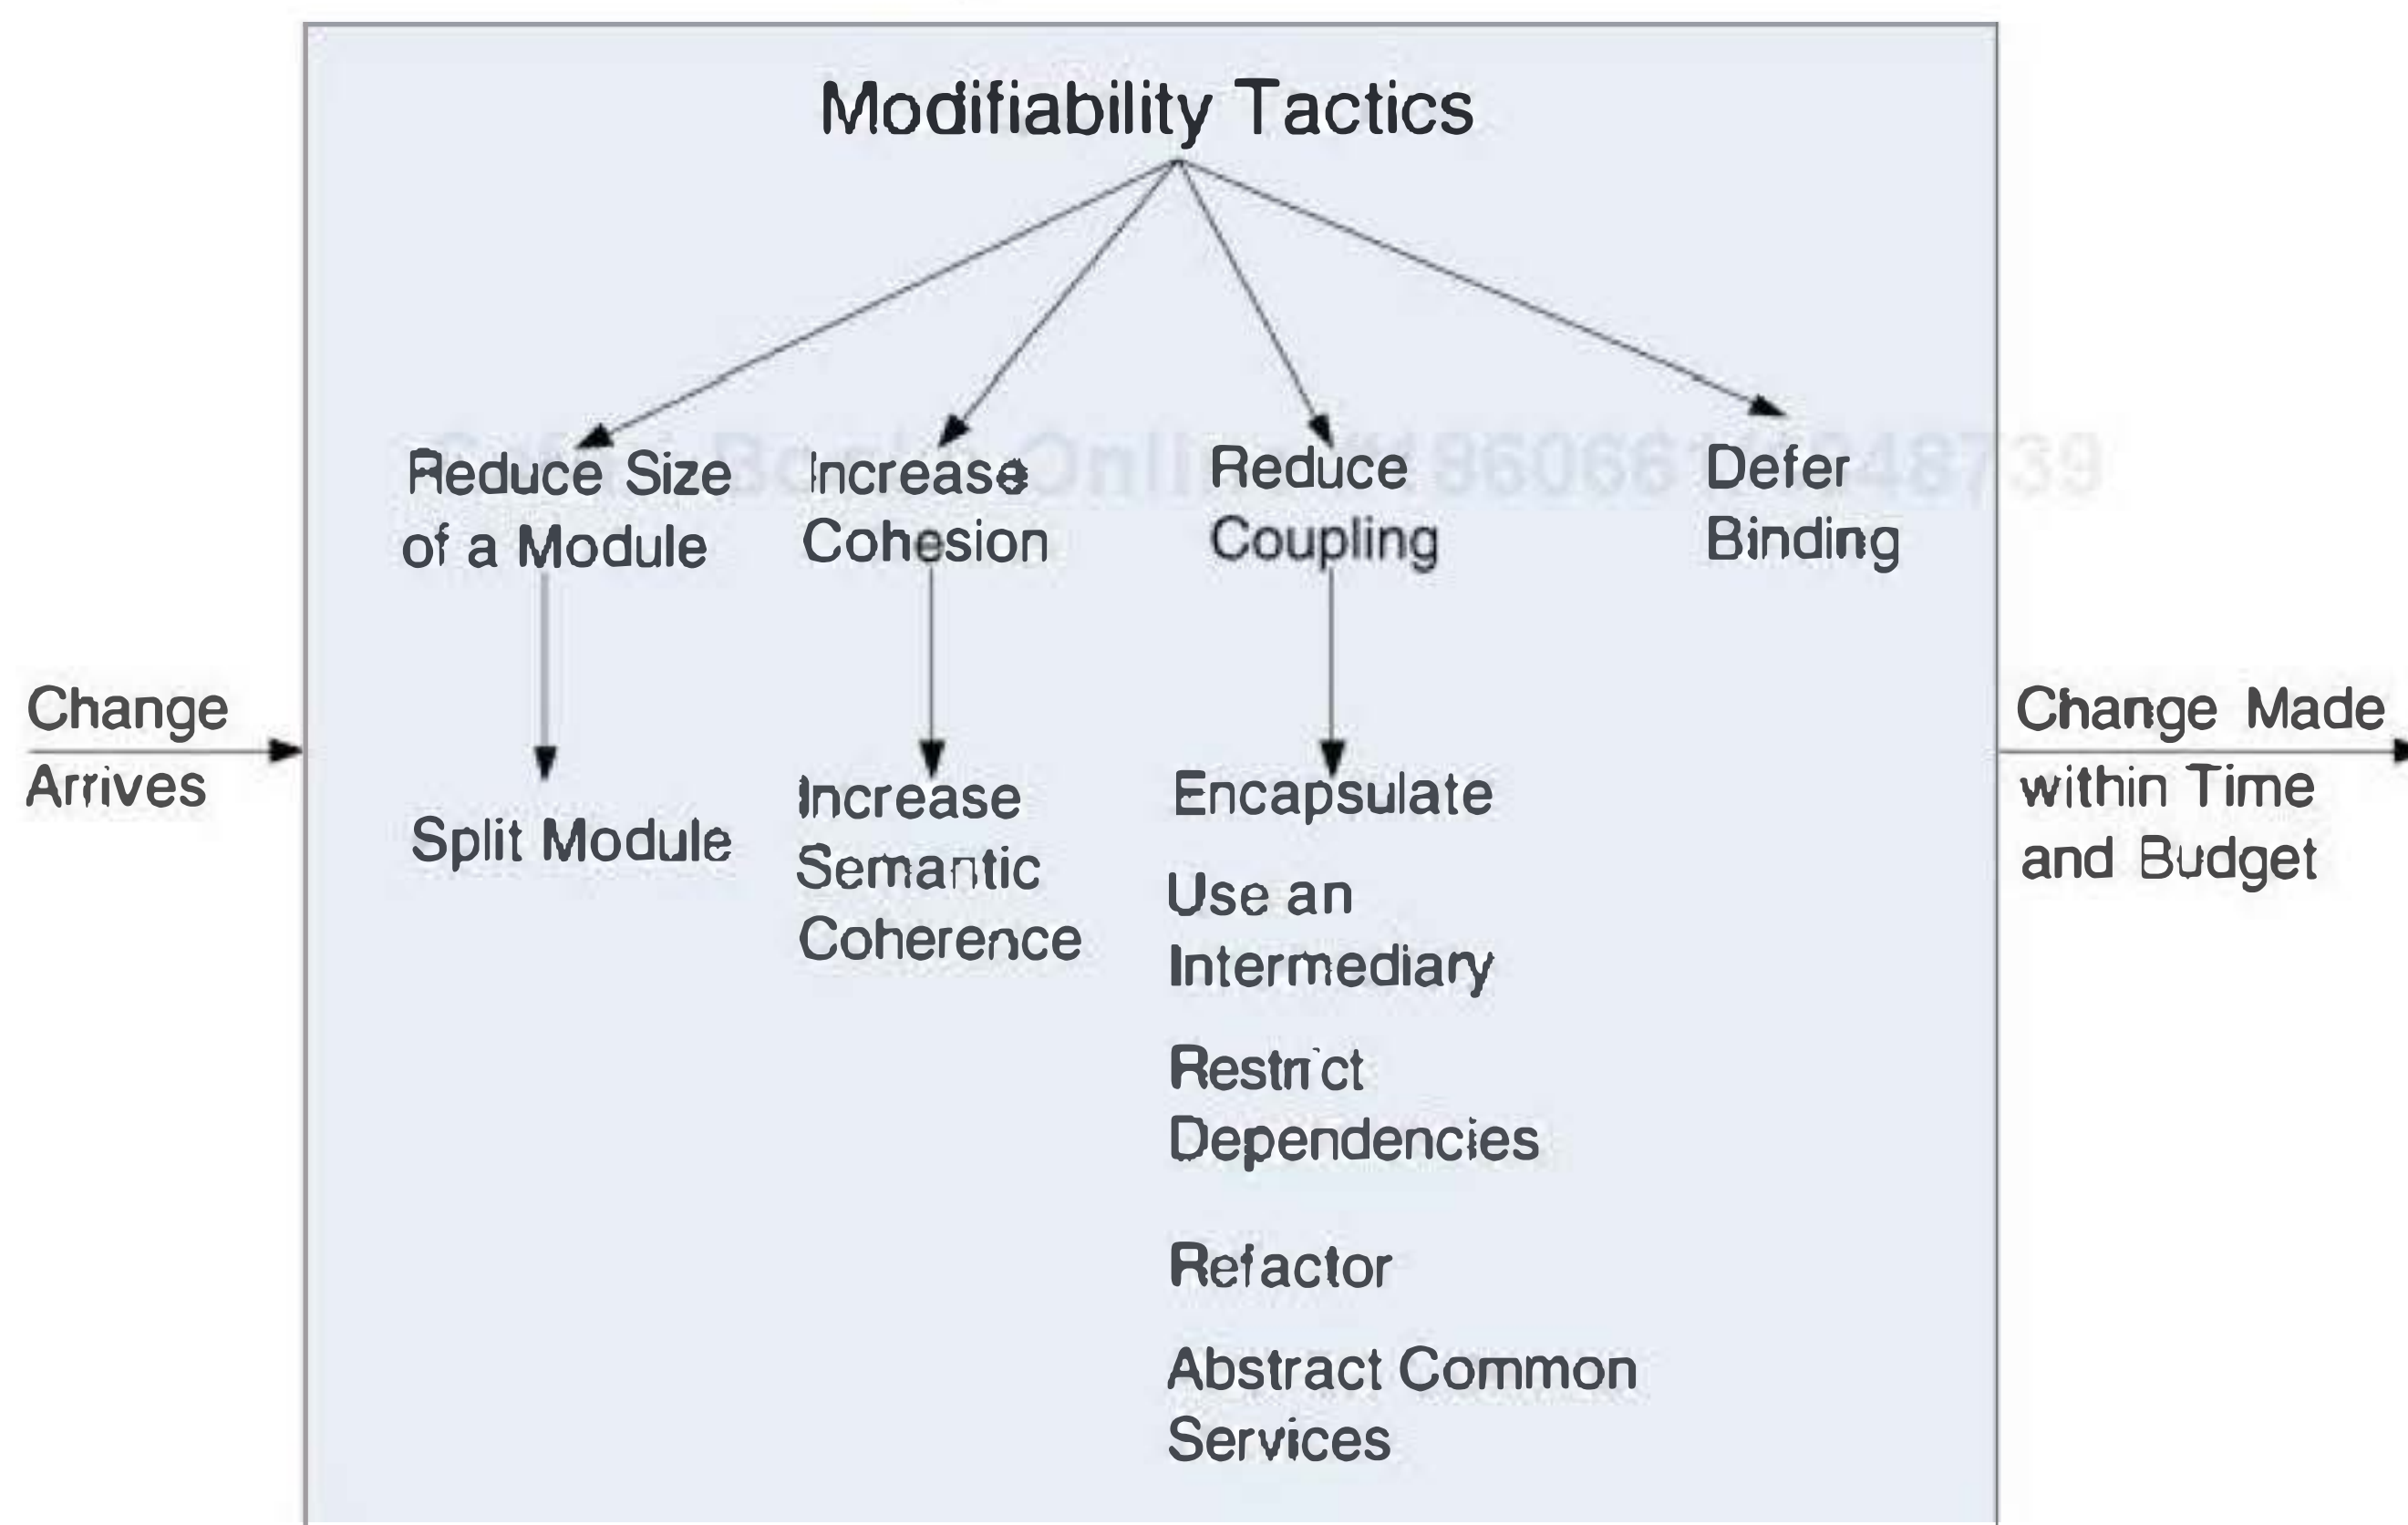 Modifiability Tactics
Reduce Size
of a Module
Increase
Cohesion
Reduce
Coupling
Defer
Binding
Change
Arrives
Split Module
Increase
Semantic
Coherence
Encapsulate
Use an
Intermediary
Restrict
Dependencies
Refactor
Abstract Common
Services
Change Made
within Time
and Budget